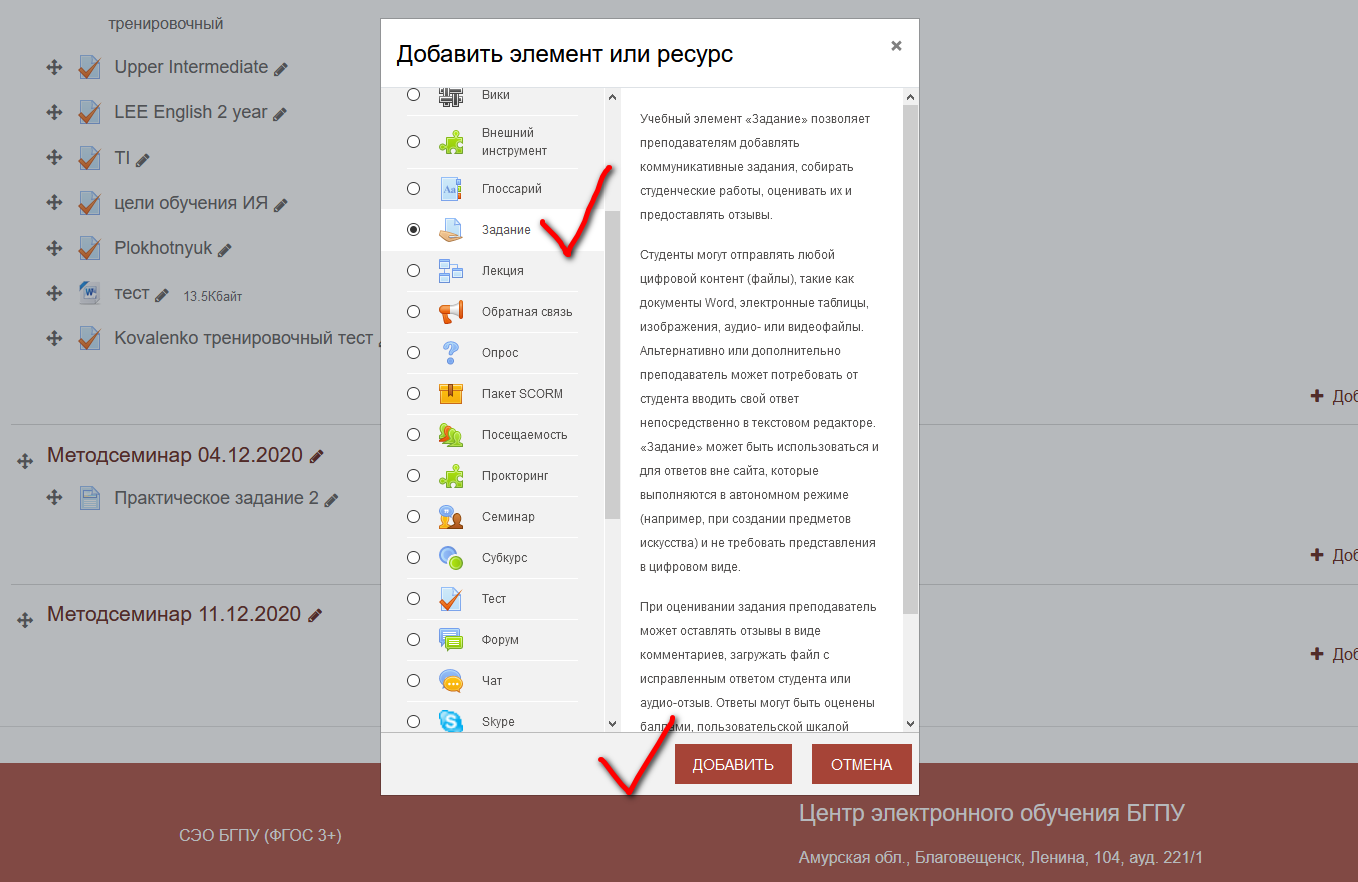 тренировочный
Upper Intermediate
LEE English 2 year
TI
цели обучения ИЯ
Plokhotnyuk
тест 13.5Кбайт
Kovalenko тренировочный тест
Доб
Методсеминар 04.12.2020
Практическое задание 2
Доб
Методсеминар 11.12.2020
Доб
Добавить элемент или ресурс
×
Вики
Внешний
инструмент
Глоссарий
Задание
Лекция
Обратная связь
Опрос
Пакет SCORM
Посещаемость
Прокторинг
Семинар
Субкурс
Тест
Форум
Чат
Skype
Учебный элемент «Задание» позволяет
преподавателям добавлять
коммуникативные задания, собирать
студенческие работы, оценивать их и
предоставлять отзывы.
Студенты могут отправлять любой
цифровой контент (файлы), такие как
документы Word, электронные таблицы,
изображения, аудио- или видеофайлы.
Альтернативно или дополнительно
преподаватель может потребовать от
студента вводить свой ответ
непосредственно в текстовом редакторе.
«Задание» может быть использоваться и
для ответов вне сайта, которые
выполняются в автономном режиме
(например, при создании предметов
искусства) и не требовать представления
в цифровом виде.
При оценивании задания преподаватель
может оставлять отзывы в виде
комментариев, загружать файл с
исправленным ответом студента или
аудио-отзыв. Ответы могут быть оценены
баллами, пользовательской шкалой
ДОБАВИТЬ
ОТМЕНА
СЭО БГПУ (ФГОС 3+)
Центр электронного обучения БГПУ
Амурская обл., Благовещенск, Ленина, 104, ауд. 221/1